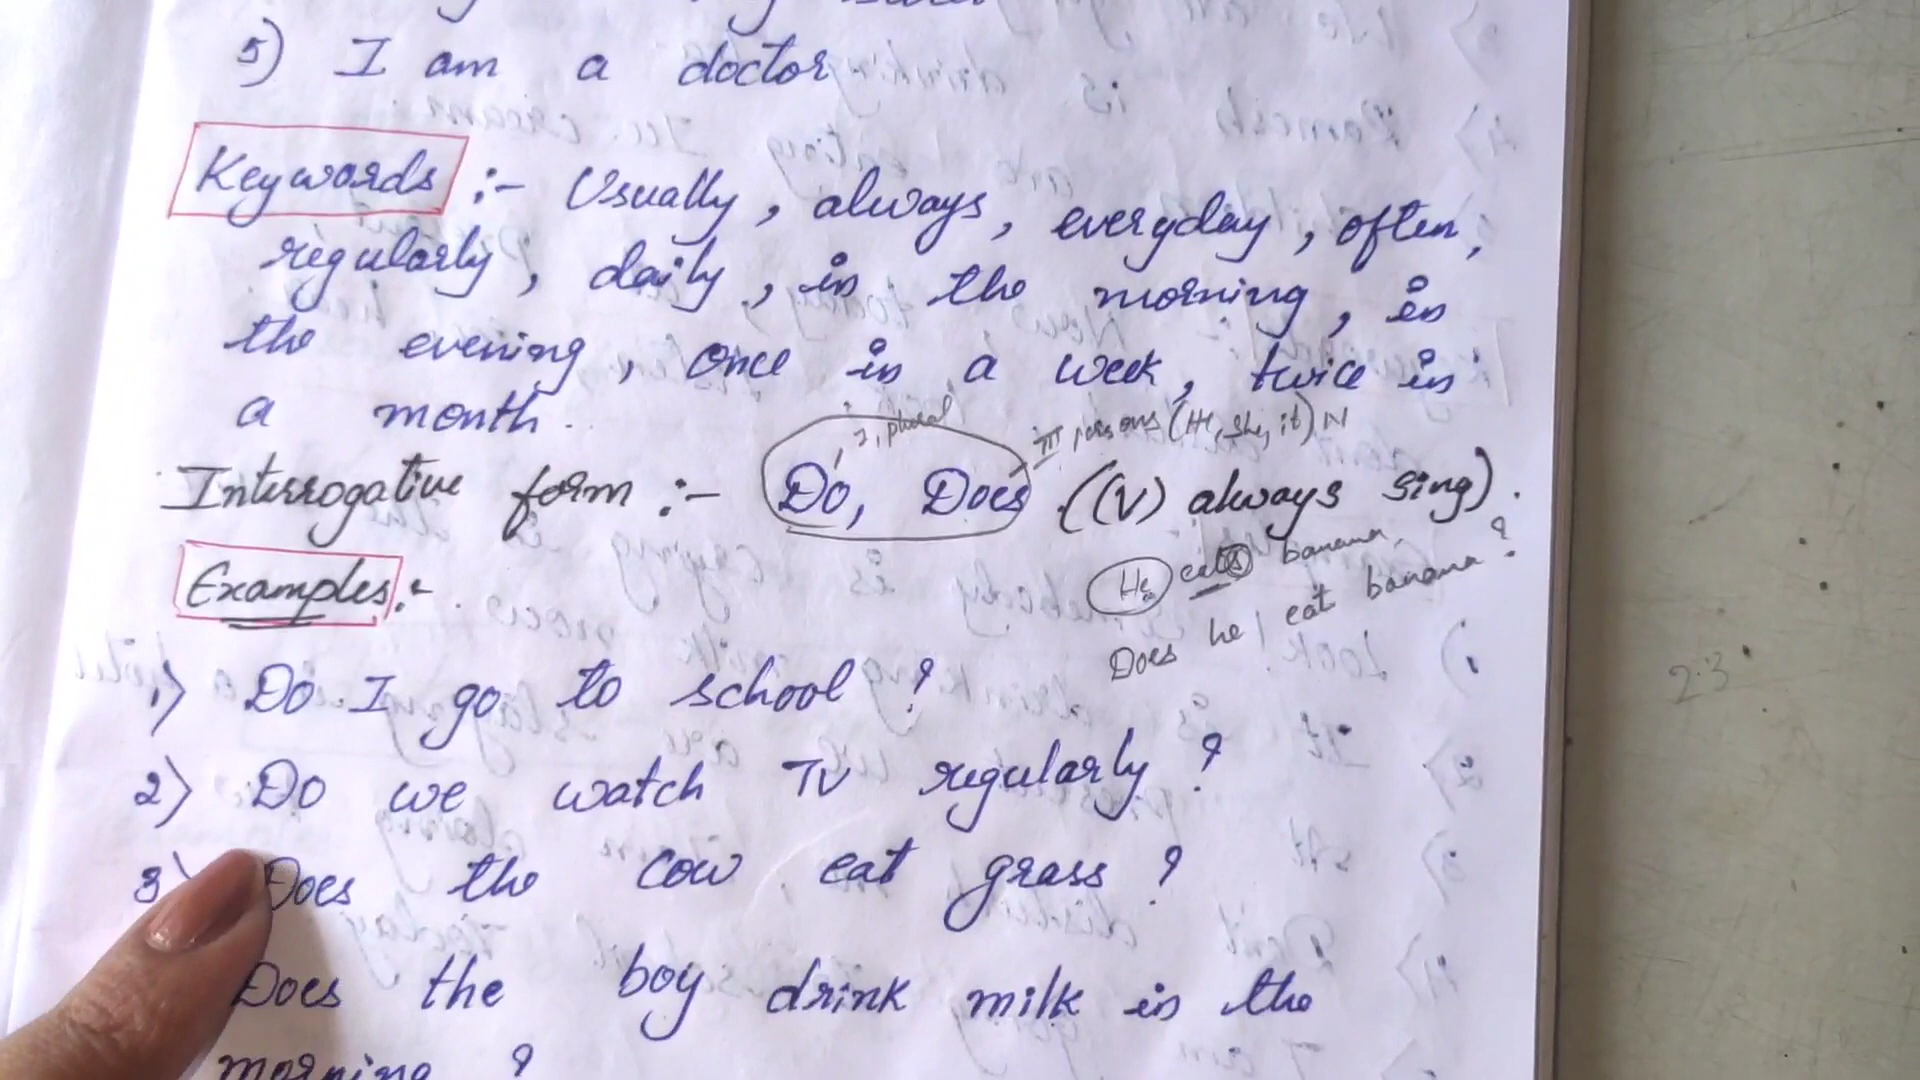 5) I am a doctor
Keywords :- Usually, always, everyday, often,
regularly, daily, in the morning, in
the evening, once in a week, twice in
a month.
I, plural
III persons (He, She, it) N
Interrogative form :- Do, Does ((V) always sing).
He eats banana.
Does he / eat banana ?
Examples :-
1) Do I go to school ?
2) Do we watch TV regularly ?
3) Does the cow eat grass ?
Does the boy drink milk in the
morning ?
2.3